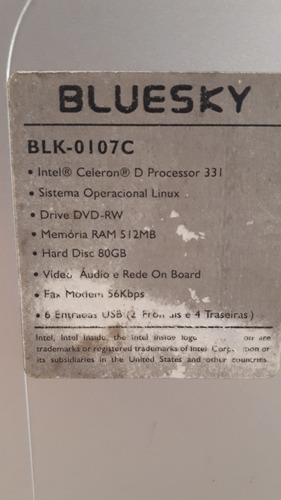 BLUESKY
BLK-0107C
• Intel® Celeron® D Processor 331
• Sistema Operacional Linux
• Drive DVD-RW
• Memória RAM 512MB
• Hard Disc 80GB
• Video Áudio e Rede On Board
• Fax Modem 56Kbps
• 6 Entradas USB (2 Frontais e 4 Traseiras)
Intel, Intel Inside, the Intel Inside logo are
trademarks or registered trademarks of Intel Corporation or
its subsidiaries in the United States and other countries.